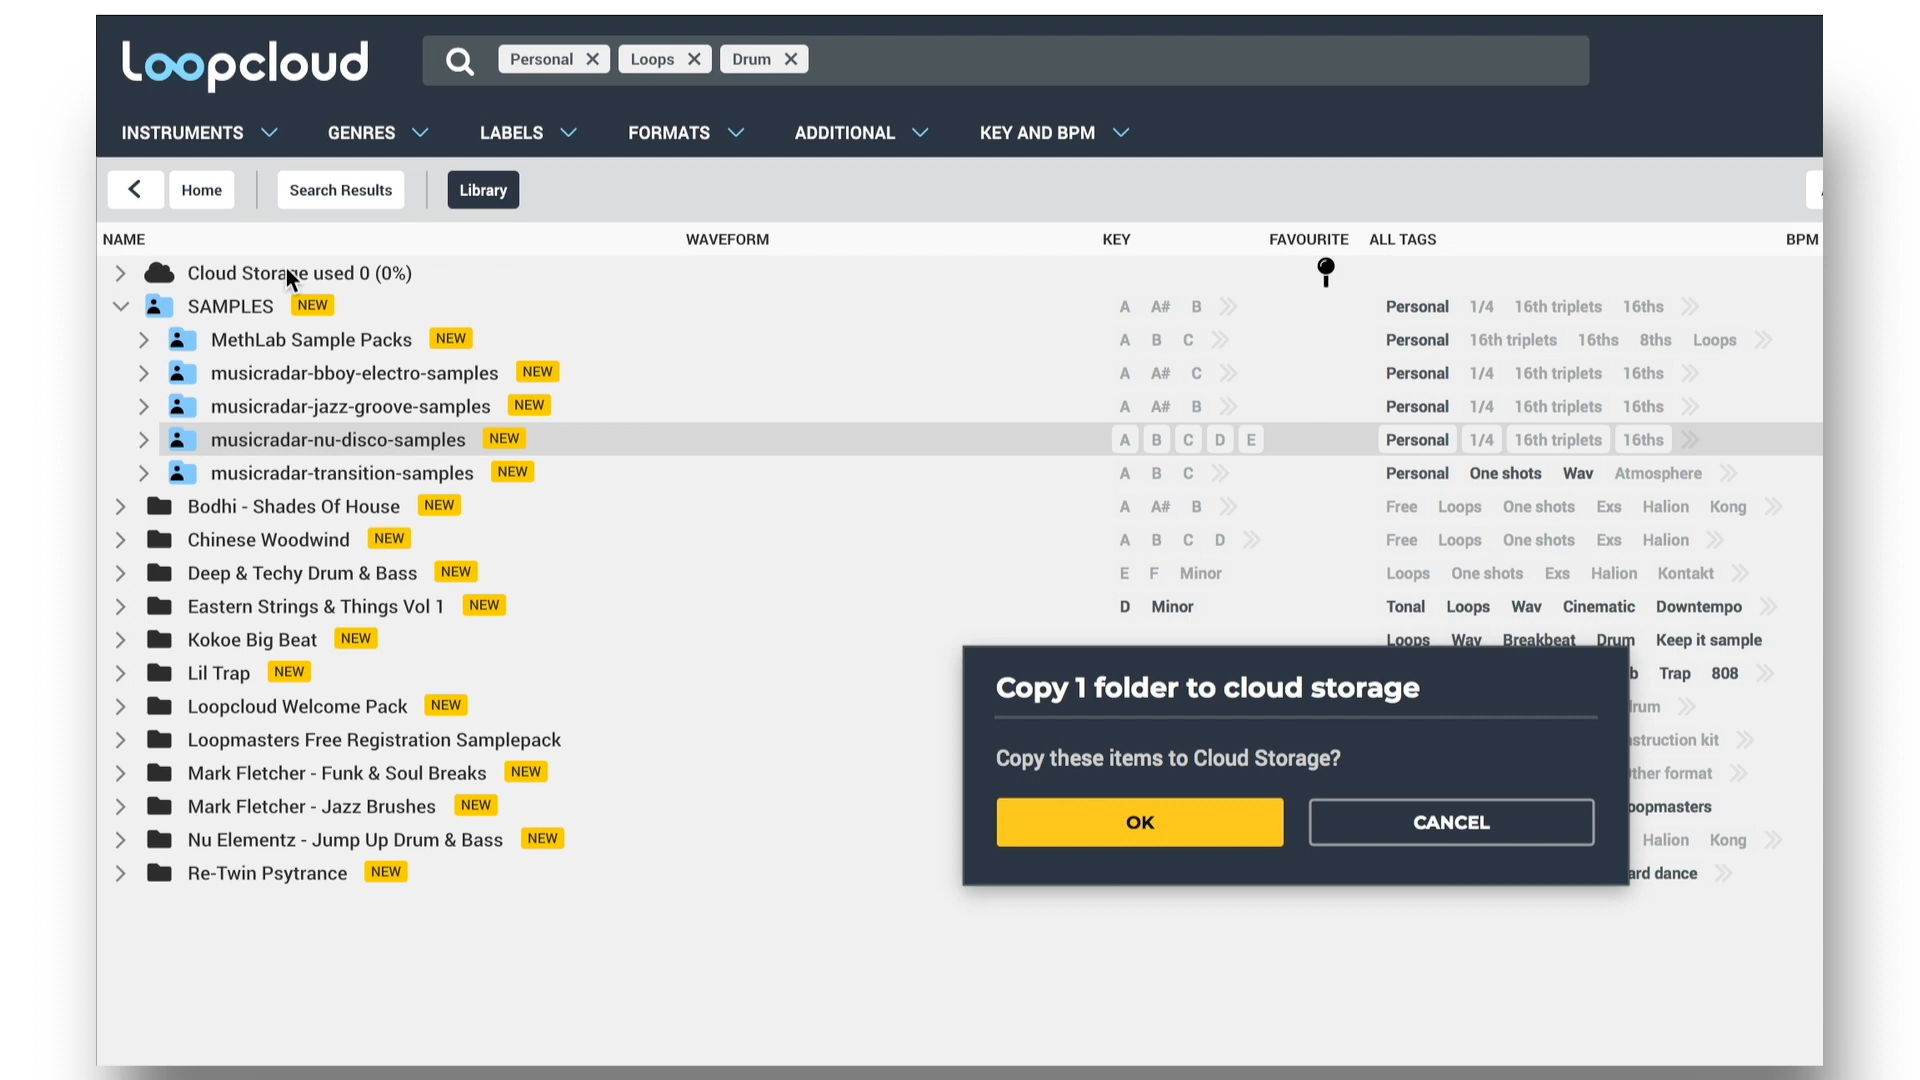 Loopcloud
Personal Loops Drum
INSTRUMENTS GENRES LABELS FORMATS ADDITIONAL KEY AND BPM
Home Search Results Library
NAME WAVEFORM KEY FAVOURITE ALL TAGS BPM
Cloud Storage used 0 (0%)
SAMPLES NEW A A# B Personal 1/4 16th triplets 16ths
MethLab Sample Packs NEW A B C Personal 16th triplets 16ths 8ths Loops
musicradar-bboy-electro-samples NEW A A# C Personal 1/4 16th triplets 16ths
musicradar-jazz-groove-samples NEW A A# B Personal 1/4 16th triplets 16ths
musicradar-nu-disco-samples NEW A B C D E Personal 1/4 16th triplets 16ths
musicradar-transition-samples NEW A B C Personal One shots Wav Atmosphere
Bodhi - Shades Of House NEW A A# B Free Loops One shots Exs Halion Kong
Chinese Woodwind NEW A B C D Free Loops One shots Exs Halion
Deep & Techy Drum & Bass NEW E F Minor Loops One shots Exs Halion Kontakt
Eastern Strings & Things Vol 1 NEW D Minor Tonal Loops Wav Cinematic Downtempo
Kokoe Big Beat NEW Loops Wav Breakbeat Drum Keep it sample
Lil Trap NEW b Trap 808
Loopcloud Welcome Pack NEW rum
Loopmasters Free Registration Samplepack struction kit
Mark Fletcher - Funk & Soul Breaks NEW ther format
Mark Fletcher - Jazz Brushes NEW oopmasters
Nu Elementz - Jump Up Drum & Bass NEW Halion Kong
Re-Twin Psytrance NEW ard dance
Copy 1 folder to cloud storage
Copy these items to Cloud Storage?
OK CANCEL